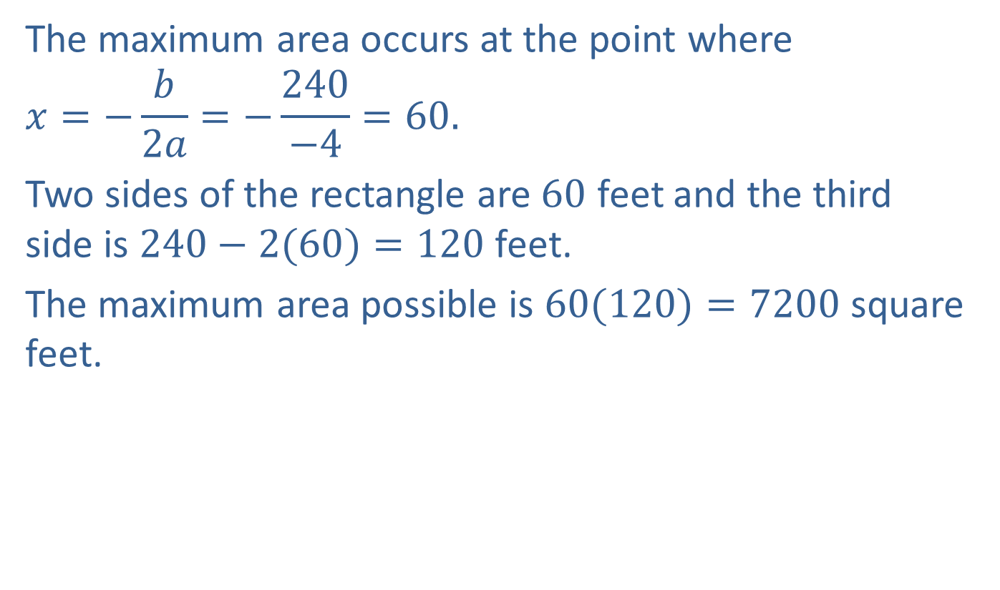 The maximum area occurs at the point where
x = −b/2a = −240/−4 = 60.
Two sides of the rectangle are 60 feet and the third
side is 240 − 2(60) = 120 feet.
The maximum area possible is 60(120) = 7200 square
feet.